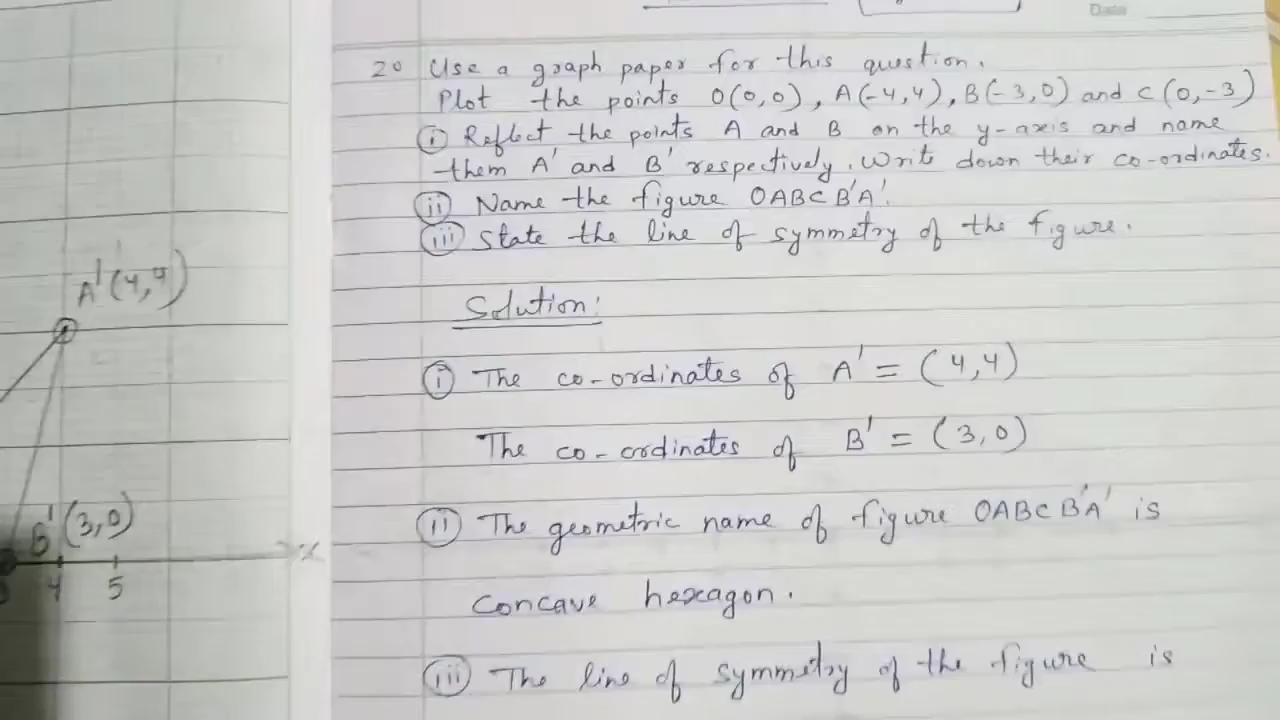 Date
20 Use a graph paper for this question.
Plot the points O(0,0), A(-4,4), B(-3,0) and C(0,-3)
(i) Reflect the points A and B on the y-axis and name
them A' and B' respectively. Write down their co-ordinates.
(ii) Name the figure OABCB'A'.
(iii) State the line of symmetry of the figure.
Solution:
(i) The co-ordinates of A' = (4,4)
The co-ordinates of B' = (3,0)
(ii) The geometric name of figure OABCB'A' is
Concave hexagon.
(iii) The line of symmetry of the figure is
A'(4,4)
B'(3,0)
x
4 5